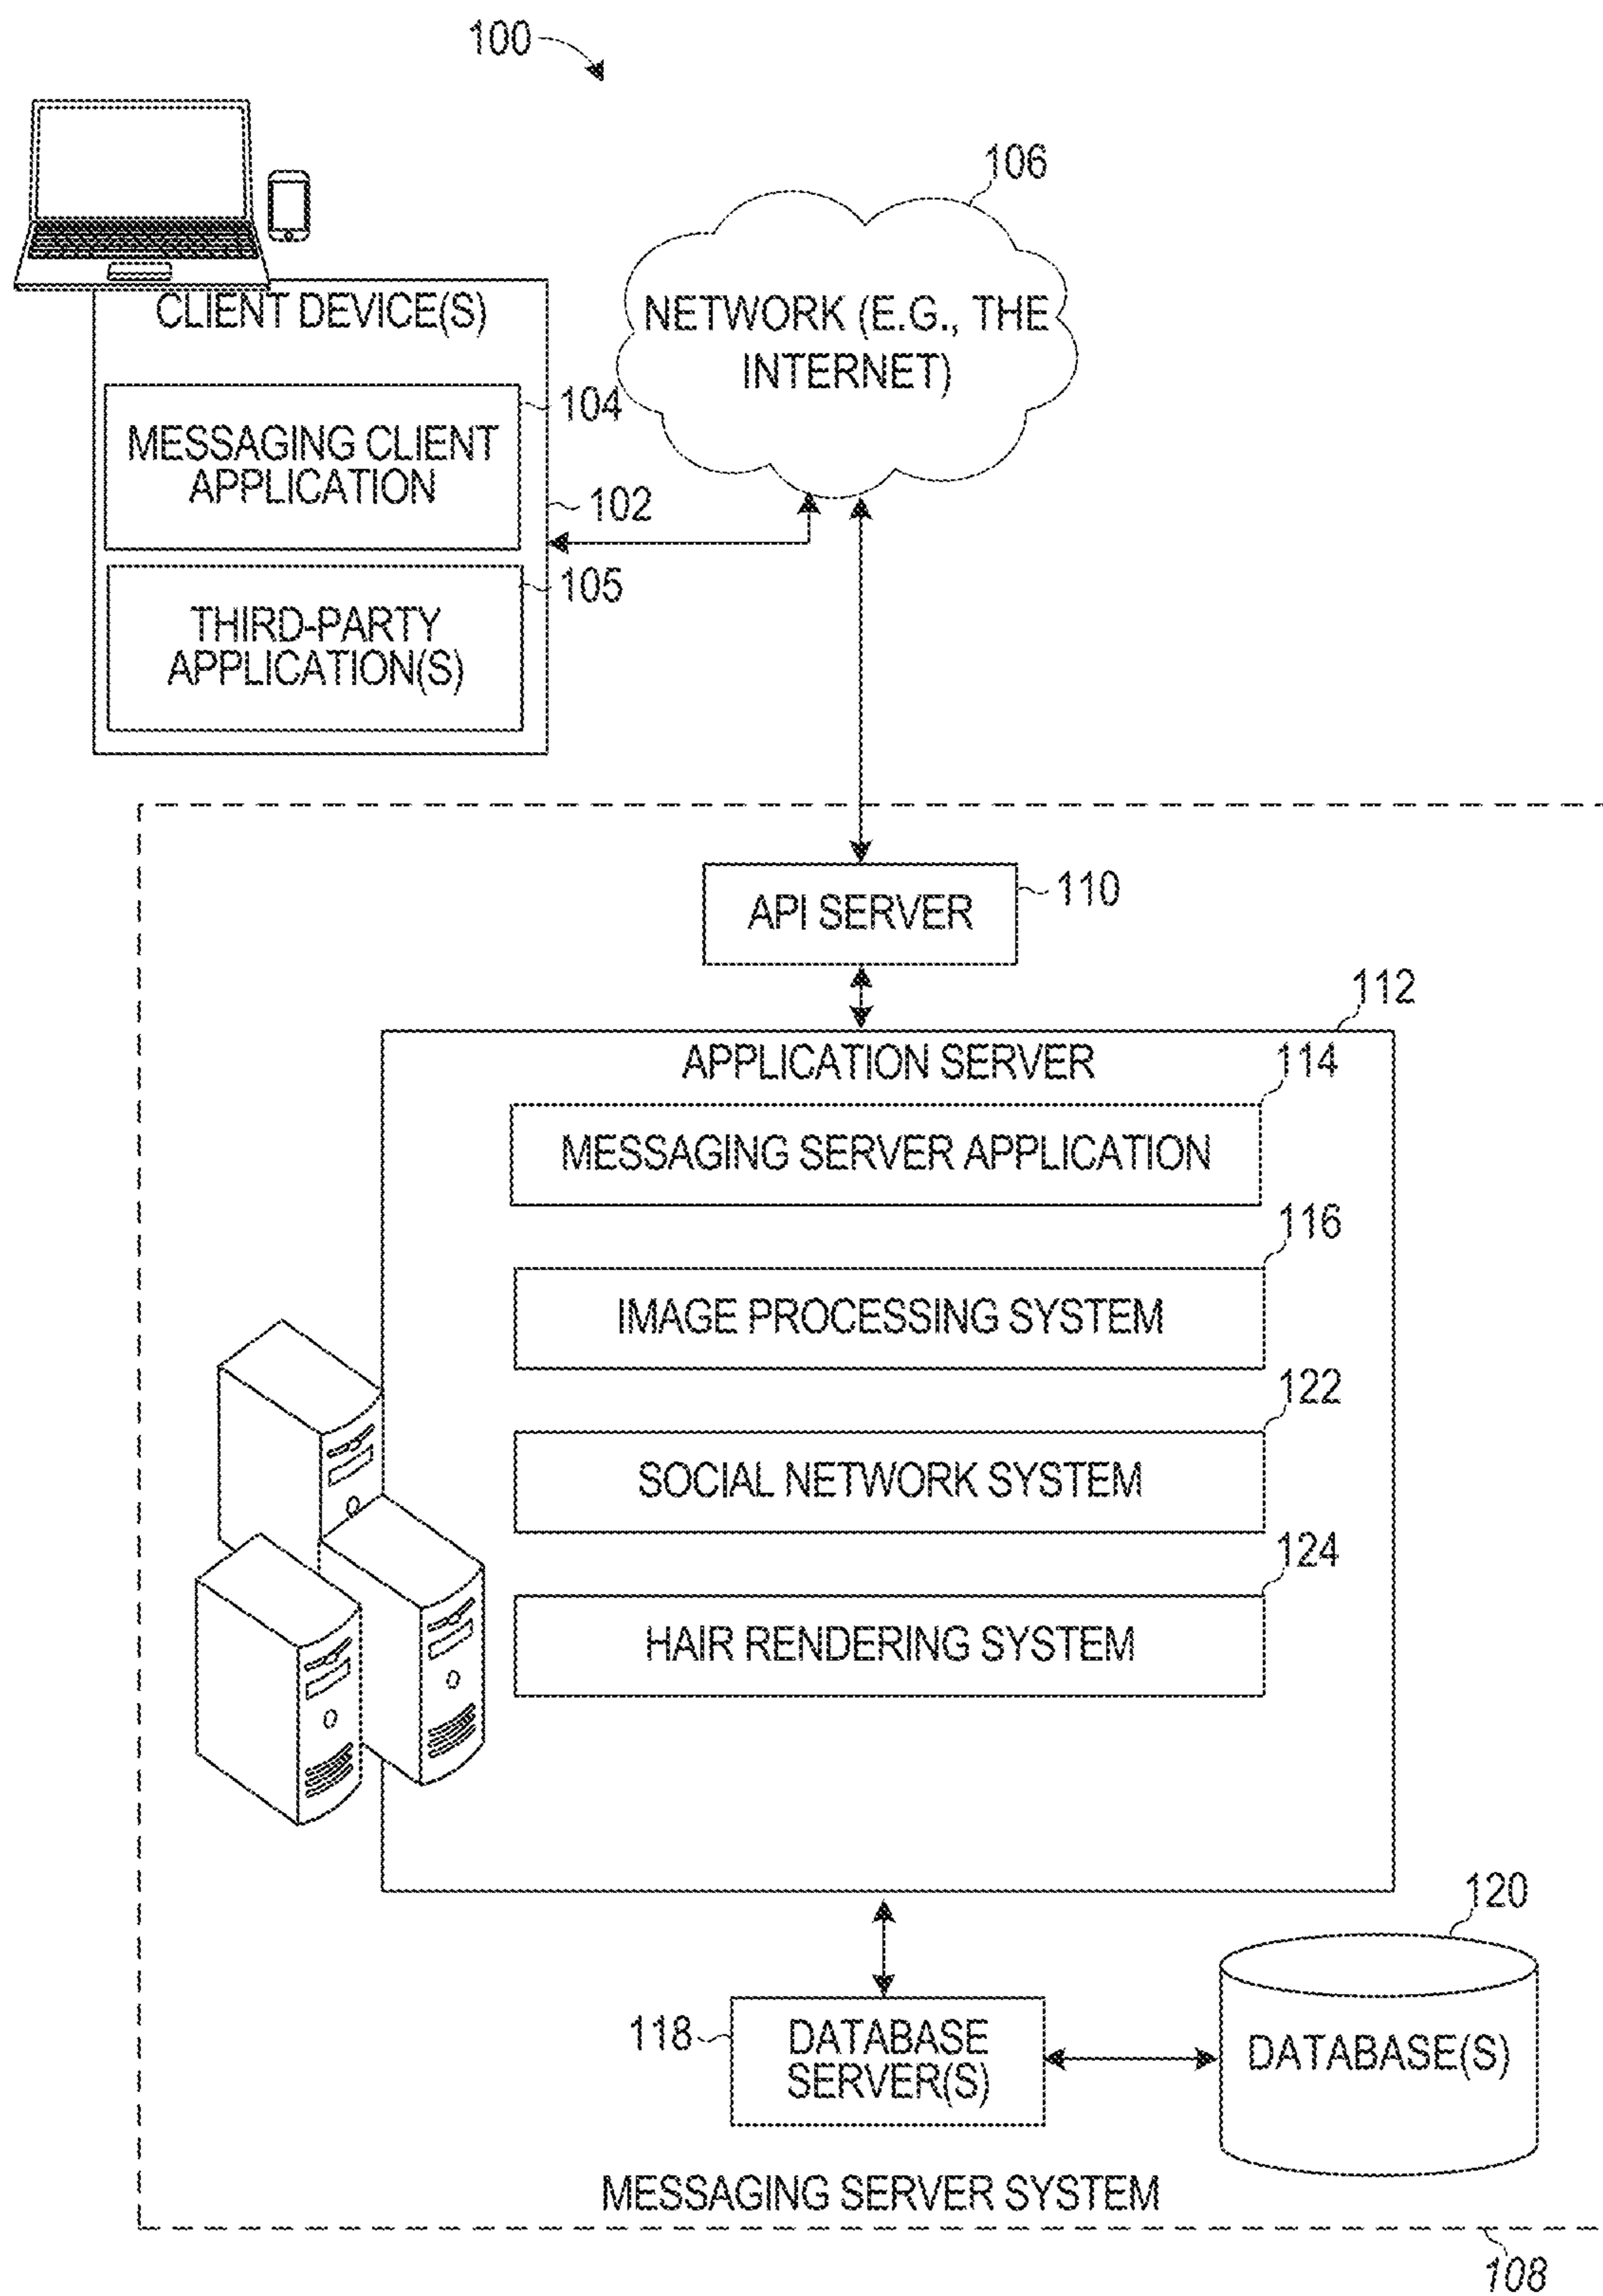 100
106
CLIENT DEVICE(S)
NETWORK (E.G., THE
INTERNET)
104
MESSAGING CLIENT
APPLICATION
102
105
THIRD-PARTY
APPLICATION(S)
API SERVER
110
112
APPLICATION SERVER
114
MESSAGING SERVER APPLICATION
116
IMAGE PROCESSING SYSTEM
122
SOCIAL NETWORK SYSTEM
124
HAIR RENDERING SYSTEM
120
118
DATABASE
SERVER(S)
DATABASE(S)
MESSAGING SERVER SYSTEM
108